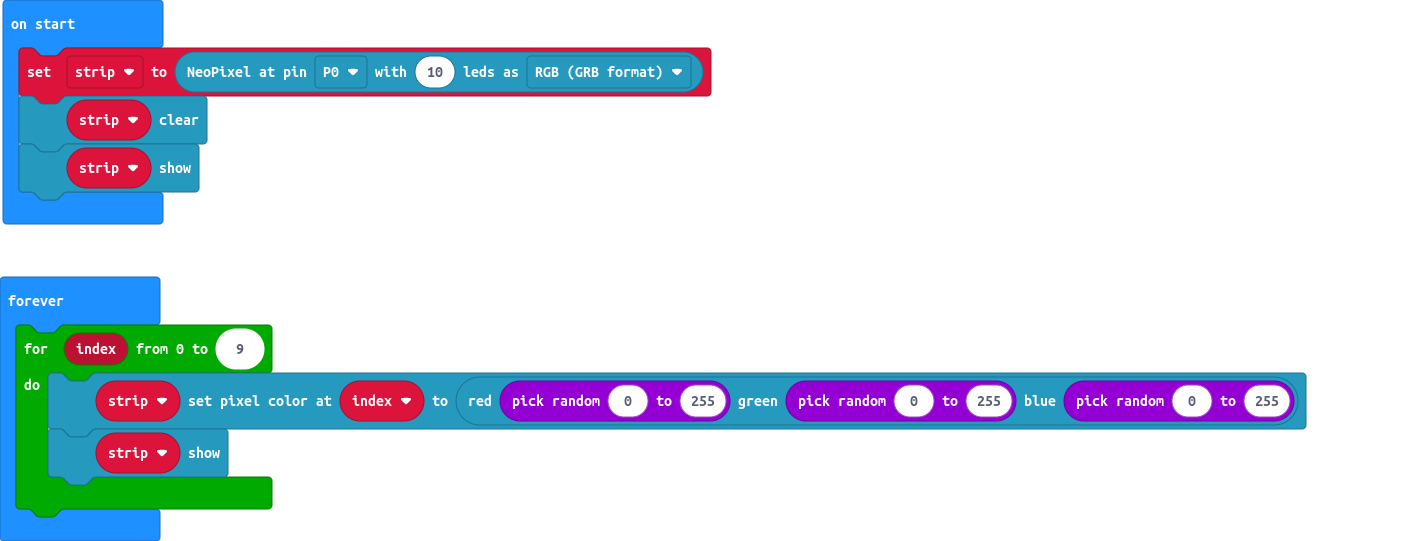 on start
set strip to NeoPixel at pin P0 with 10 leds as RGB (GRB format)
strip clear
strip show
forever
for index from 0 to 9
do
strip set pixel color at index to red pick random 0 to 255 green pick random 0 to 255 blue pick random 0 to 255
strip show